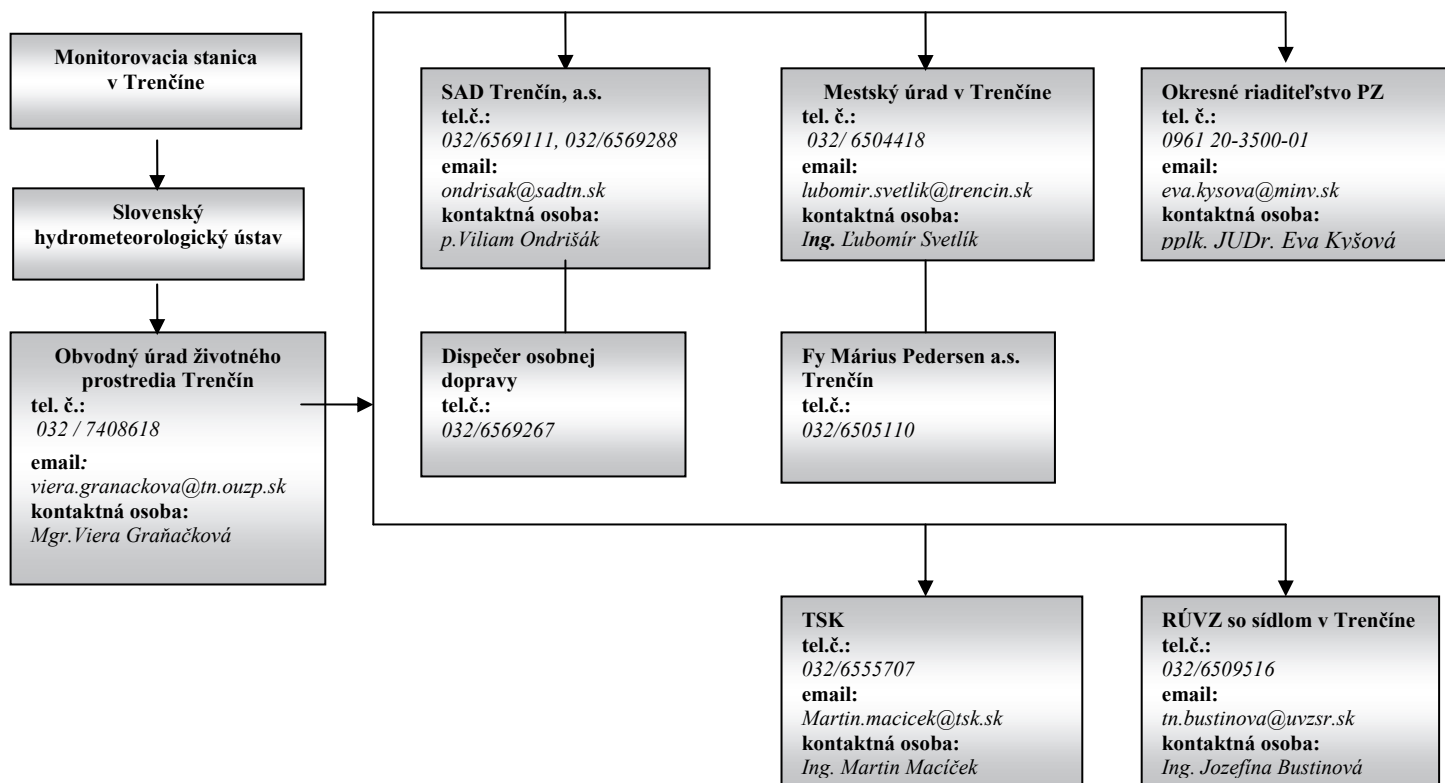 Monitorovacia stanica
v Trenčíne
Slovenský
hydrometeorologický ústav
Obvodný úrad životného
prostredia Trenčín
tel. č.:
032 / 7408618
email:
viera.granackova@tn.ouzp.sk
kontaktná osoba:
Mgr.Viera Graňačková
SAD Trenčín, a.s.
tel.č.:
032/6569111, 032/6569288
email:
ondrisak@sadtn.sk
kontaktná osoba:
p.Viliam Ondrišák
Dispečer osobnej
dopravy
tel.č.:
032/6569267
Mestský úrad v Trenčíne
tel. č.:
032/ 6504418
email:
lubomir.svetlik@trencin.sk
kontaktná osoba:
Ing. Ľubomír Svetlík
Fy Márius Pedersen a.s.
Trenčín
tel.č.:
032/6505110
Okresné riaditeľstvo PZ
tel. č.:
0961 20-3500-01
email:
eva.kysova@minv.sk
kontaktná osoba:
pplk. JUDr. Eva Kyšová
TSK
tel.č.:
032/6555707
email:
Martin.macicek@tsk.sk
kontaktná osoba:
Ing. Martin Macíček
RÚVZ so sídlom v Trenčíne
tel.č.:
032/6509516
email:
tn.bustinova@uvzsr.sk
kontaktná osoba:
Ing. Jozefína Bustinová